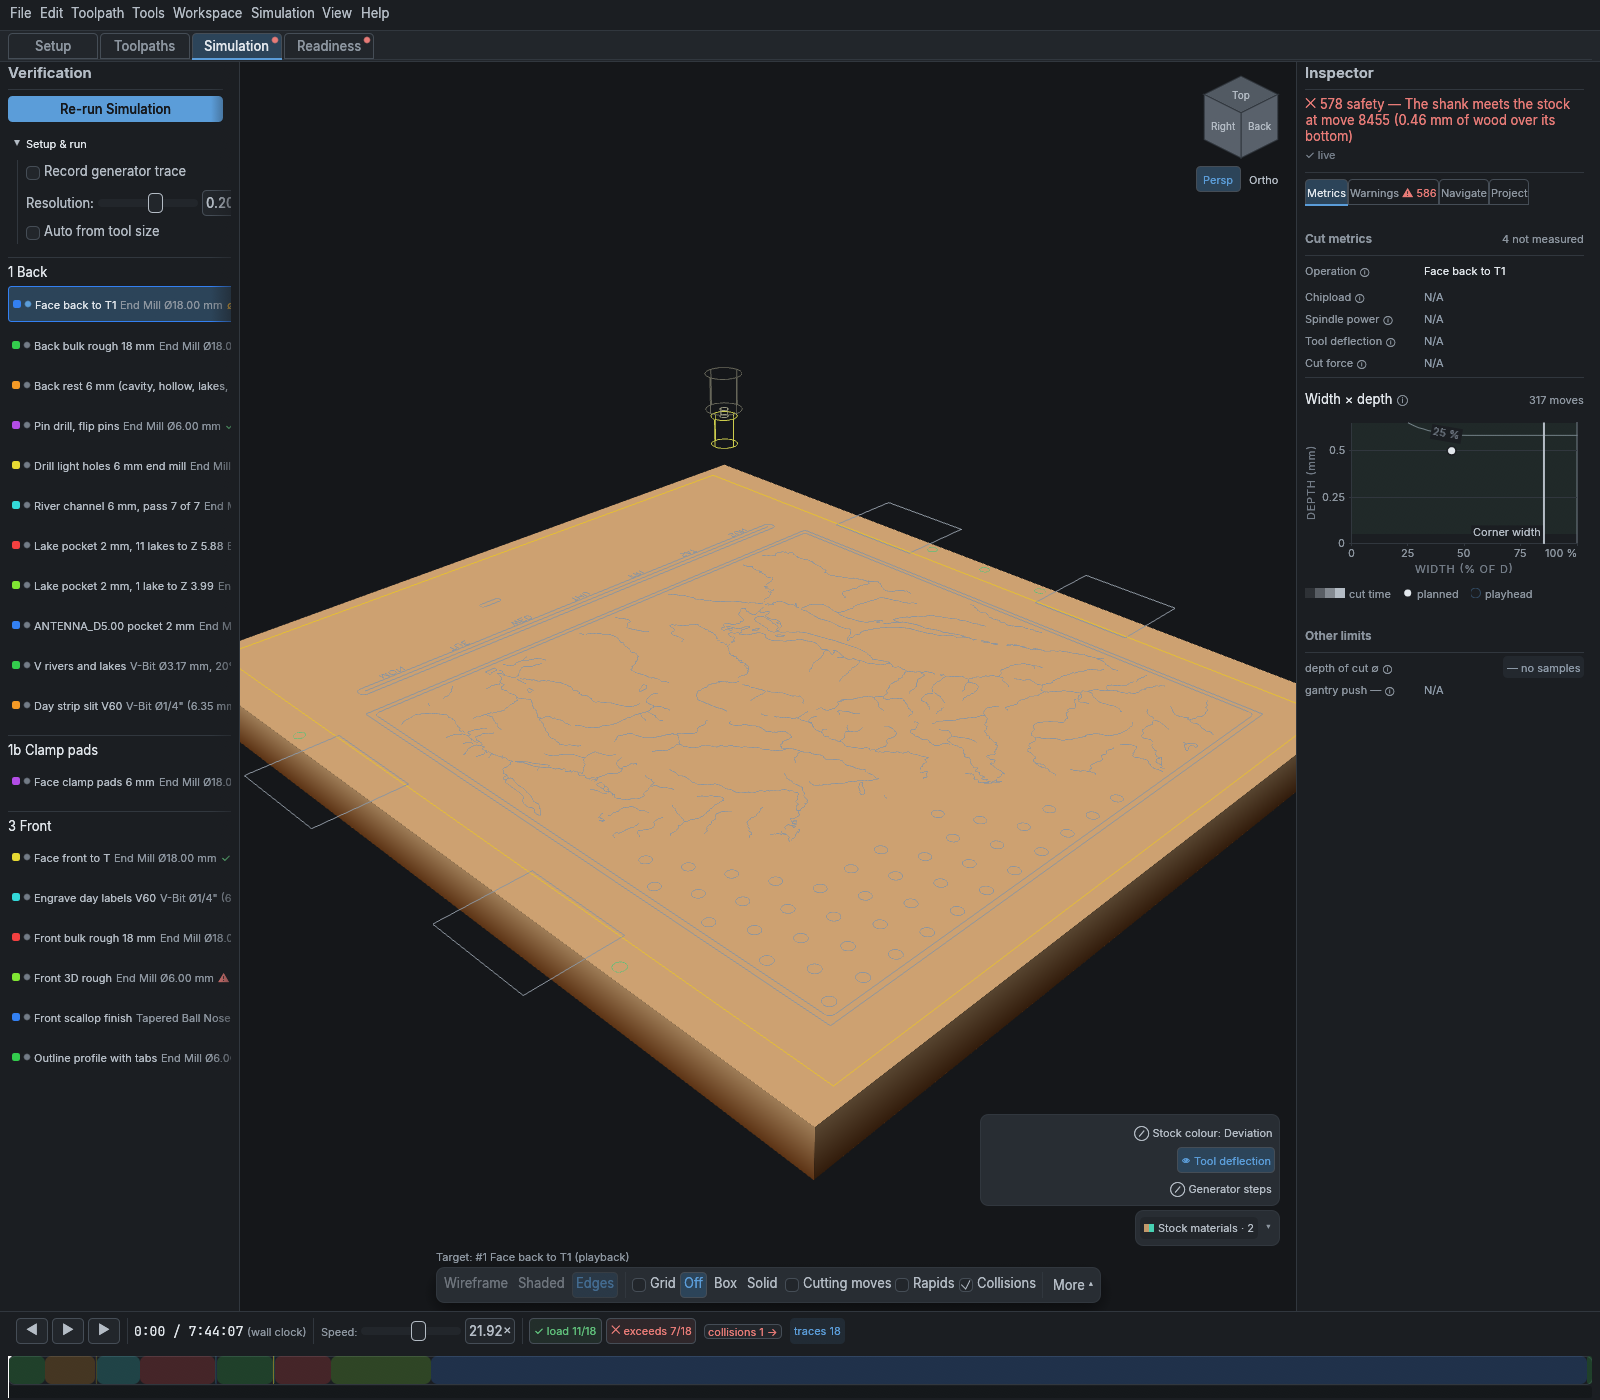 File Edit Toolpath Tools Workspace Simulation View Help
Setup Toolpaths Simulation Readiness
Verification
Re-run Simulation
Setup & run
Record generator trace
Resolution: 0.20
Auto from tool size
1 Back
Face back to T1 End Mill Ø18.00 mm
Back bulk rough 18 mm End Mill Ø18.0
Back rest 6 mm (cavity, hollow, lakes,
Pin drill, flip pins End Mill Ø6.00 mm
Drill light holes 6 mm end mill End Mill
River channel 6 mm, pass 7 of 7 End M
Lake pocket 2 mm, 11 lakes to Z 5.88 E
Lake pocket 2 mm, 1 lake to Z 3.99 En
ANTENNA_D5.00 pocket 2 mm End M
V rivers and lakes V-Bit Ø3.17 mm, 20°
Day strip slit V60 V-Bit Ø1/4" (6.35 mm
1b Clamp pads
Face clamp pads 6 mm End Mill Ø18.0
3 Front
Face front to T End Mill Ø18.00 mm
Engrave day labels V60 V-Bit Ø1/4" (6
Front bulk rough 18 mm End Mill Ø18.0
Front 3D rough End Mill Ø6.00 mm
Front scallop finish Tapered Ball Nose
Outline profile with tabs End Mill Ø6.0
Top
Right Back
Persp Ortho
Stock colour: Deviation
Tool deflection
Generator steps
Stock materials · 2
Target: #1 Face back to T1 (playback)
Wireframe Shaded Edges Grid Off Box Solid Cutting moves Rapids Collisions More
Inspector
578 safety — The shank meets the stock
at move 8455 (0.46 mm of wood over its
bottom)
live
Metrics Warnings 586 Navigate Project
Cut metrics 4 not measured
Operation Face back to T1
Chipload N/A
Spindle power N/A
Tool deflection N/A
Cut force N/A
Width × depth 317 moves
25 %
0.5
0.25
0
DEPTH (mm)
Corner width
0 25 50 75 100 %
WIDTH (% OF D)
cut time planned playhead
Other limits
depth of cut ø — no samples
gantry push — N/A
0:00 / 7:44:07 (wall clock) Speed: 21.92× load 11/18 exceeds 7/18 collisions 1 → traces 18